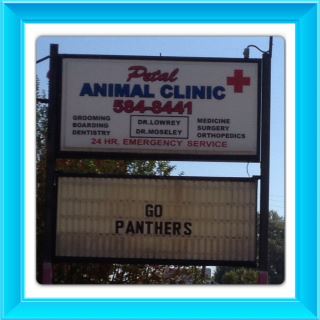 Petal
ANIMAL CLINIC
584-8441
GROOMING
BOARDING
DENTISTRY
DR. LOWREY
DR. MOSELEY
MEDICINE
SURGERY
ORTHOPEDICS
24 HR. EMERGENCY SERVICE
GO
PANTHERS